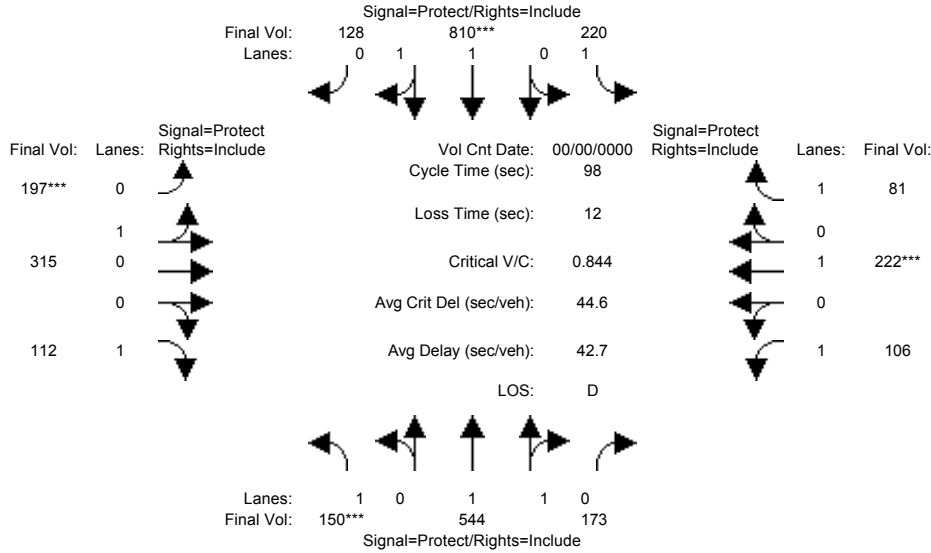 Signal=Protect/Rights=Include
Final Vol: 128 810*** 220
Lanes: 0 1 1 0 1
Signal=Protect
Final Vol: Lanes: Rights=Include
Vol Cnt Date: 00/00/0000
Signal=Protect
Rights=Include Lanes: Final Vol:
Cycle Time (sec): 98
197*** 0
1 81
Loss Time (sec): 12
1
0
315 0
Critical V/C: 0.844
1 222***
0
Avg Crit Del (sec/veh): 44.6
0
112 1
Avg Delay (sec/veh): 42.7
1 106
LOS: D
Lanes: 1 0 1 1 0
Final Vol: 150*** 544 173
Signal=Protect/Rights=Include